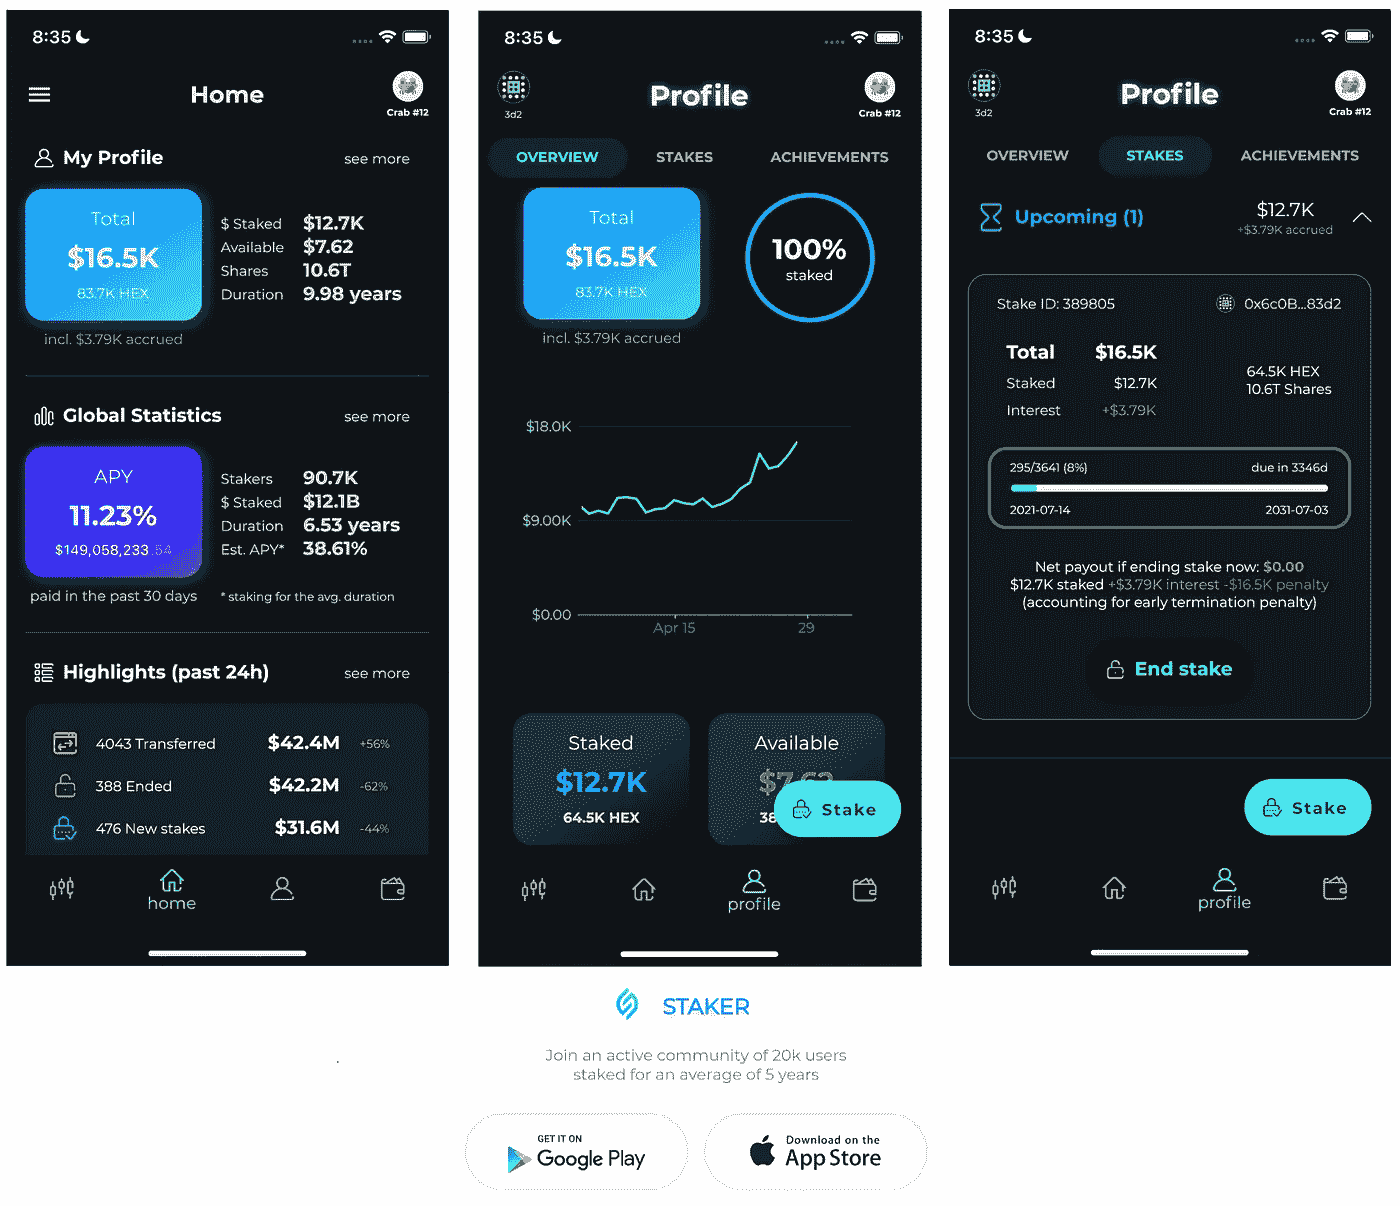 8:35
Home
Crab #12
My Profile
see more
Total
$16.5K
83.7K HEX
incl. $3.79K accrued
$ Staked $12.7K
Available $7.62
Shares 10.6T
Duration 9.98 years
Global Statistics
see more
APY
11.23%
$149,058,233.54
paid in the past 30 days
Stakers 90.7K
$ Staked $12.1B
Duration 6.53 years
Est. APY* 38.61%
* staking for the avg. duration
Highlights (past 24h)
see more
4043 Transferred $42.4M +56%
388 Ended $42.2M -62%
476 New stakes $31.6M -44%
home
8:35
3d2
Profile
Crab #12
OVERVIEW STAKES ACHIEVEMENTS
Total
$16.5K
83.7K HEX
incl. $3.79K accrued
100%
staked
$18.0K
$9.00K
$0.00
Apr 15 29
Staked
$12.7K
64.5K HEX
Available
$7.62
38
Stake
profile
8:35
3d2
Profile
Crab #12
OVERVIEW STAKES ACHIEVEMENTS
Upcoming (1)
$12.7K
+$3.79K accrued
Stake ID: 389805 0x6c0B...83d2
Total $16.5K
Staked $12.7K
Interest +$3.79K
64.5K HEX
10.6T Shares
295/3641 (8%) due in 3346d
2021-07-14 2031-07-03
Net payout if ending stake now: $0.00
$12.7K staked +$3.79K interest -$16.5K penalty
(accounting for early termination penalty)
End stake
Stake
profile
STAKER
Join an active community of 20k users
staked for an average of 5 years
GET IT ON
Google Play
Download on the
App Store